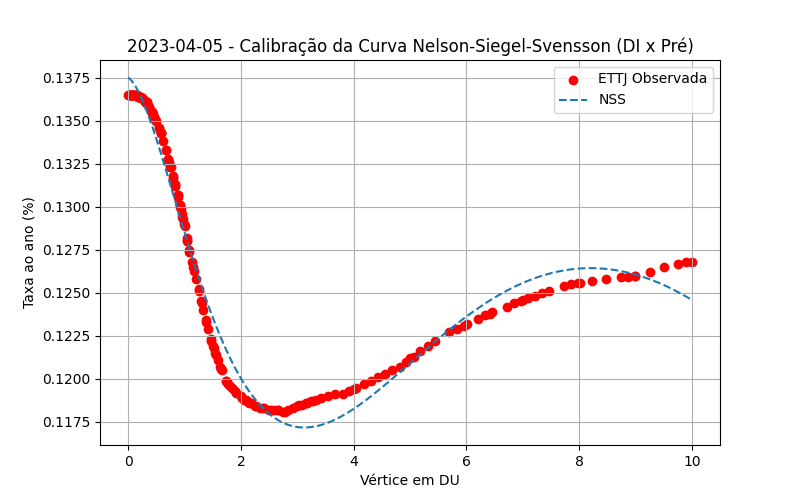 2023-04-05 - Calibração da Curva Nelson-Siegel-Svensson (DI x Pré)
ETTJ Observada
NSS
Taxa ao ano (%)
0.1375
0.1350
0.1325
0.1300
0.1275
0.1250
0.1225
0.1200
0.1175
0 2 4 6 8 10
Vértice em DU